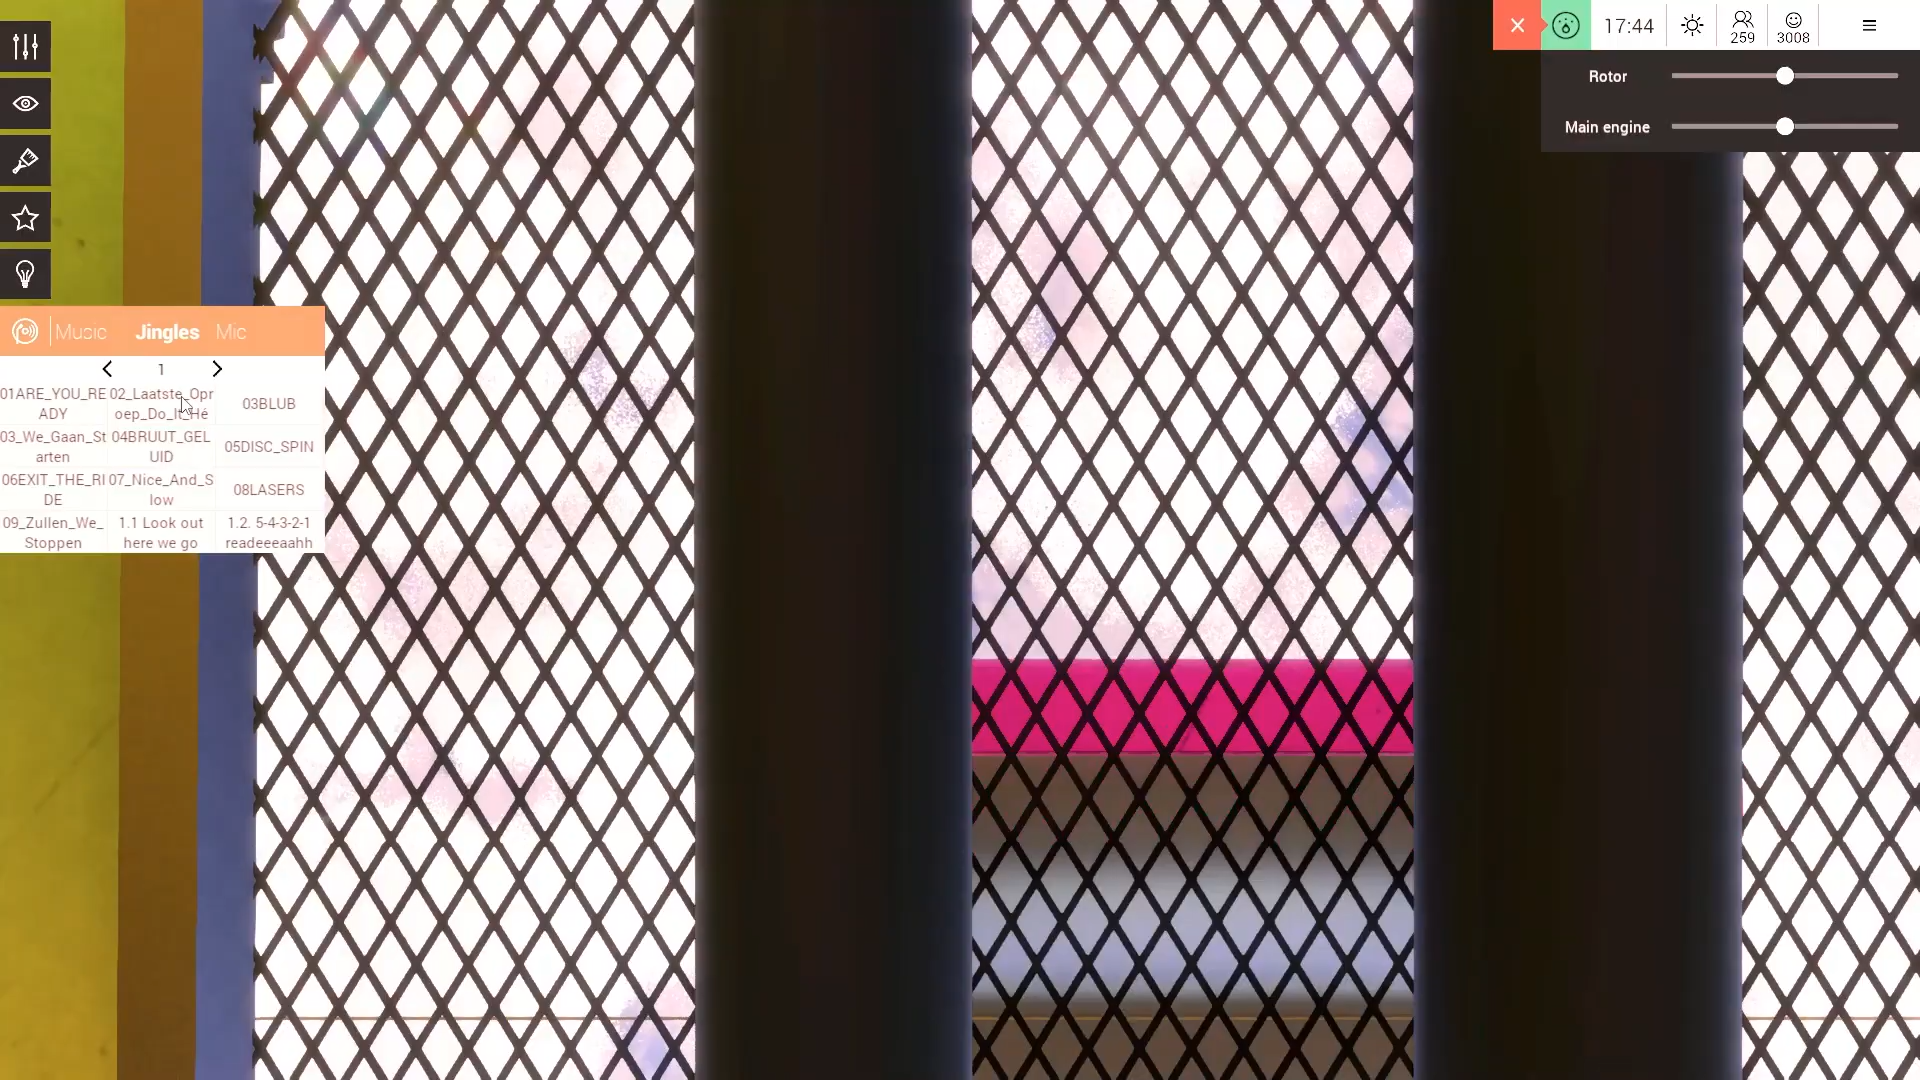 17:44
259
3008
Rotor
Main engine
Music Jingles Mic
1
01ARE_YOU_RE
ADY
02_Laatste_Opr
oep_Do_It_Hé
03BLUB
03_We_Gaan_St
arten
04BRUUT_GEL
UID
05DISC_SPIN
06EXIT_THE_RI
DE
07_Nice_And_S
low
08LASERS
09_Zullen_We_
Stoppen
1.1 Look out
here we go
1.2. 5-4-3-2-1
readeeeaahh